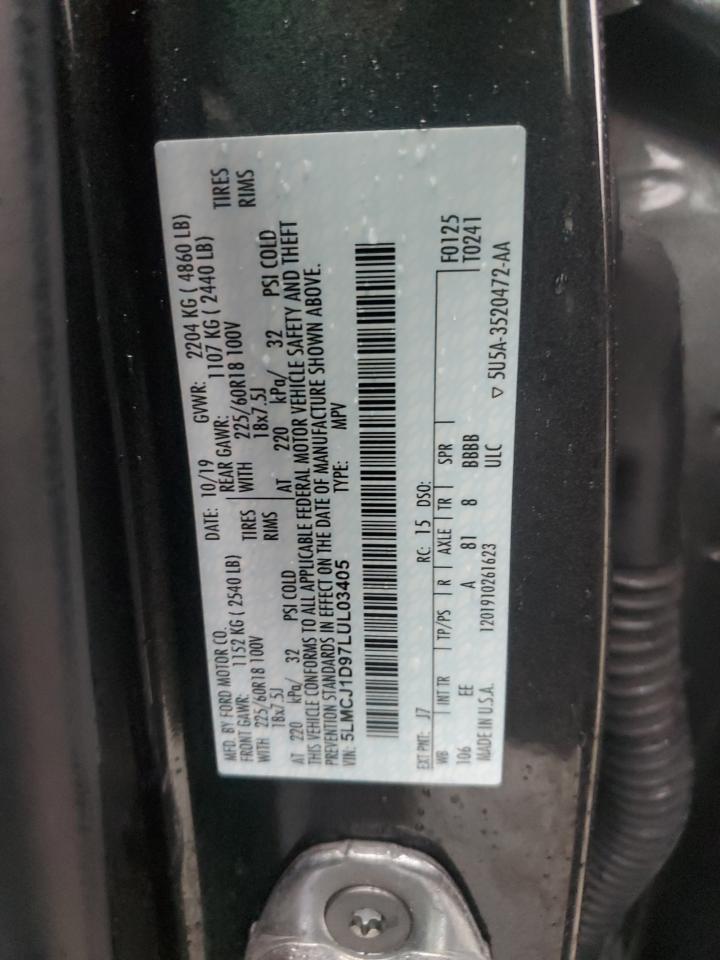 MFD. BY FORD MOTOR CO. DATE: 10/19 GVWR: 2204 KG ( 4860 LB)
FRONT GAWR: 1152 KG ( 2540 LB) REAR GAWR: 1107 KG ( 2440 LB)
WITH 225/60R18 100V TIRES WITH 225/60R18 100V TIRES
18x7.5J RIMS 18x7.5J RIMS
AT 220 kPa/ 32 PSI COLD AT 220 kPa/ 32 PSI COLD
THIS VEHICLE CONFORMS TO ALL APPLICABLE FEDERAL MOTOR VEHICLE SAFETY AND THEFT
PREVENTION STANDARDS IN EFFECT ON THE DATE OF MANUFACTURE SHOWN ABOVE.
VIN: 5LMCJ1D97LUL03405 TYPE: MPV
EXT PNT: J7 RC: 15 DSO: F0125
WB INT TR TP/PS R AXLE TR SPR T0241
106 EE A 81 8 BBBB
MADE IN U.S.A. 1201910261623 ULC ▽ 5U5A-3520472-AA